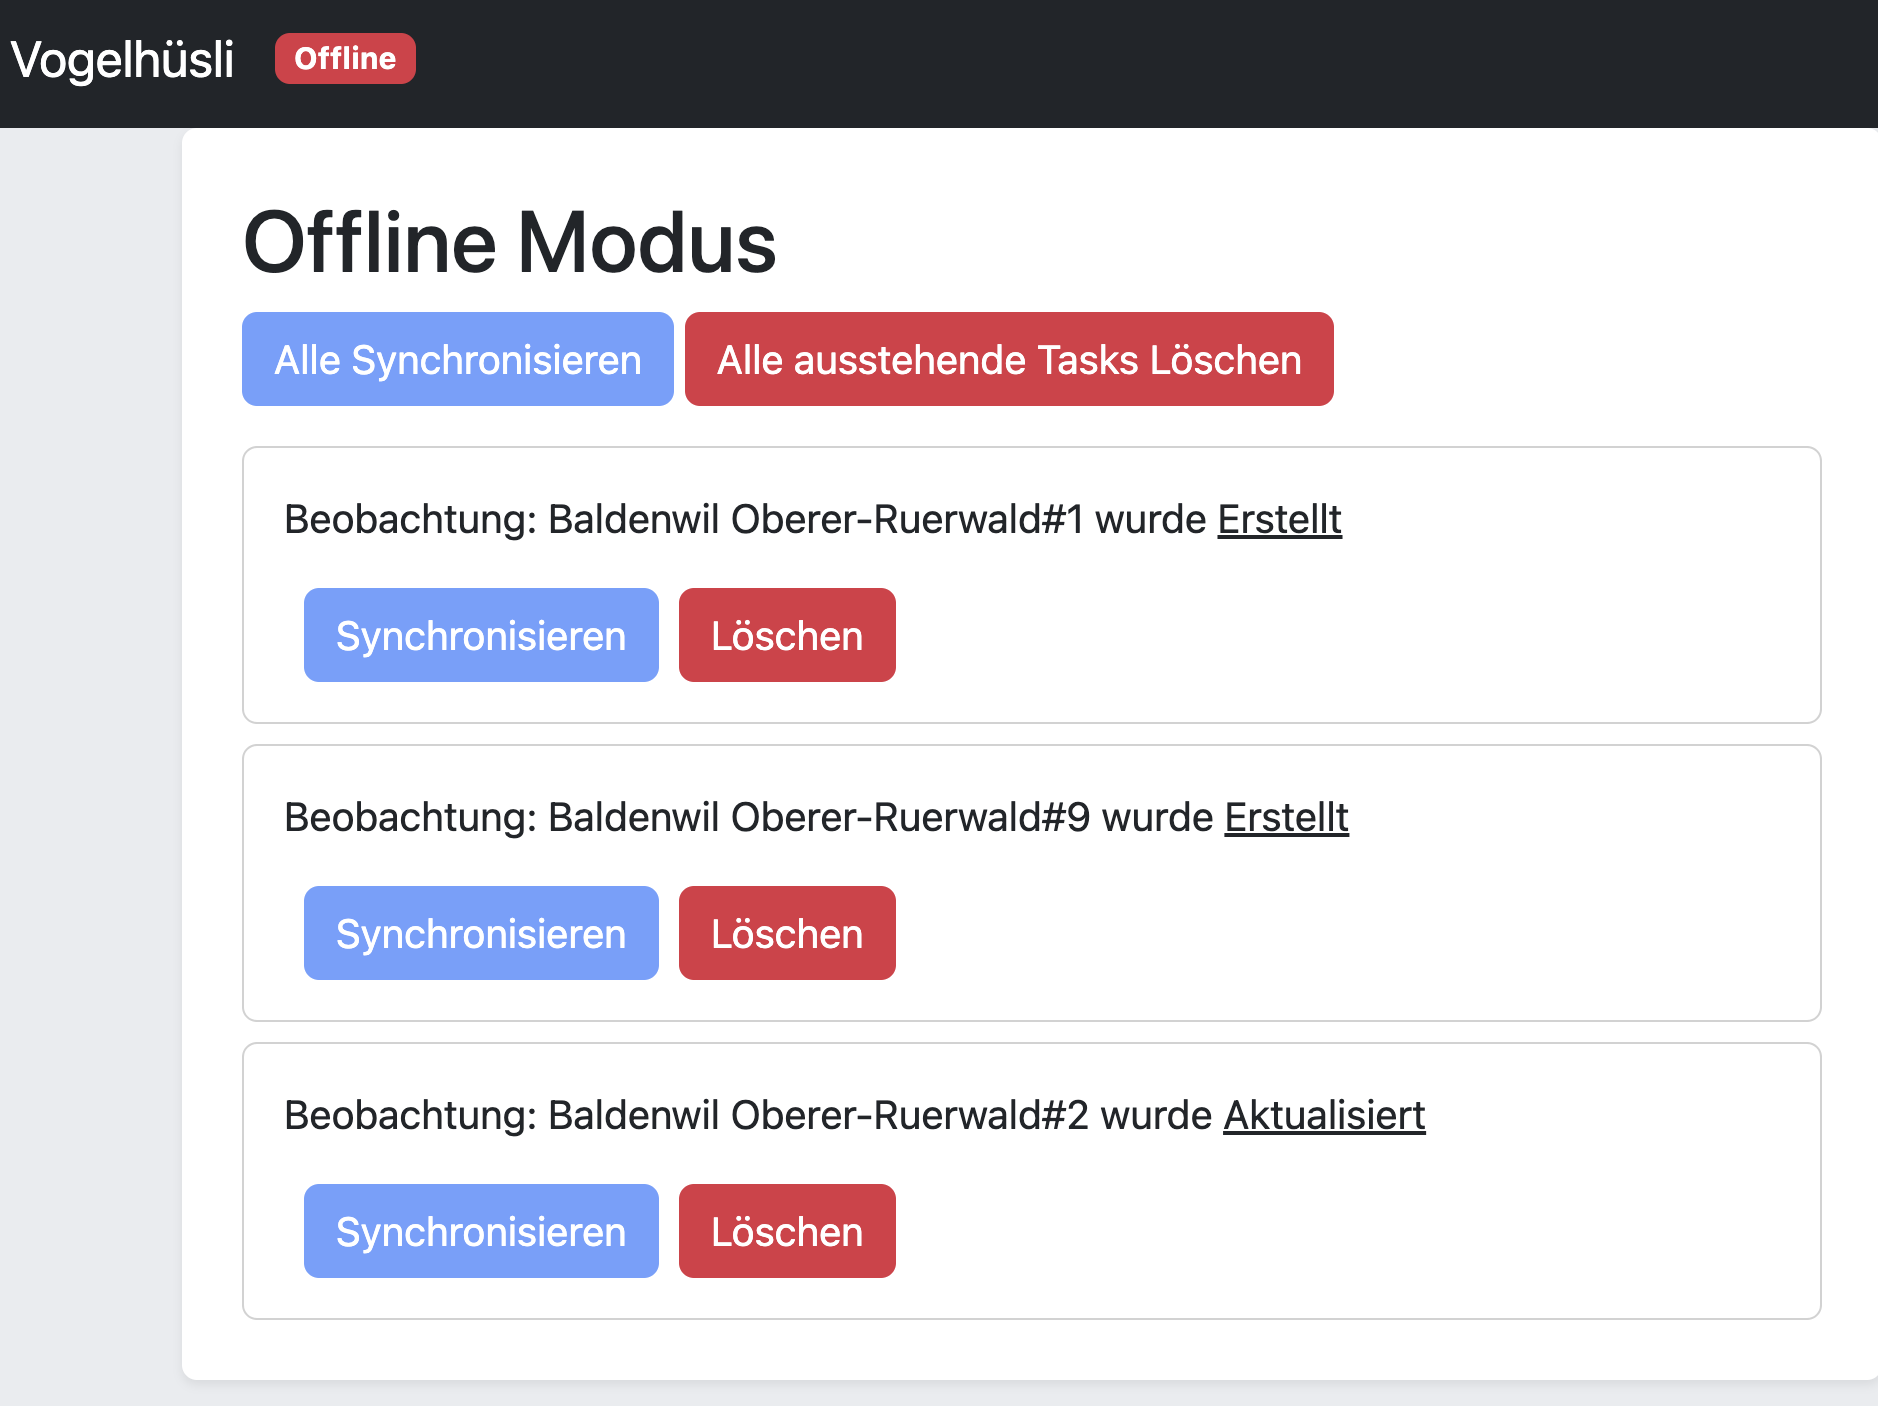 Vogelhüsli Offline
Offline Modus
Alle Synchronisieren Alle ausstehende Tasks Löschen
Beobachtung: Baldenwil Oberer-Ruerwald#1 wurde Erstellt
Synchronisieren Löschen
Beobachtung: Baldenwil Oberer-Ruerwald#9 wurde Erstellt
Synchronisieren Löschen
Beobachtung: Baldenwil Oberer-Ruerwald#2 wurde Aktualisiert
Synchronisieren Löschen